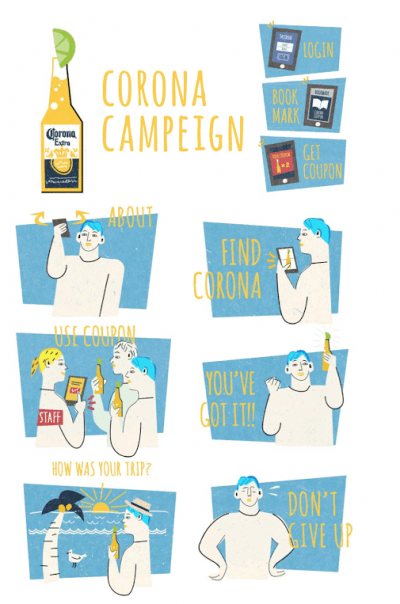 CORONA
CAMPEIGN
Corona
Extra
LOGIN
BOOK
MARK
GET
COUPON
ABOUT
FIND
CORONA
USE COUPON
STAFF
YOU'VE
GOT IT!!
HOW WAS YOUR TRIP?
DON'T
GIVE UP